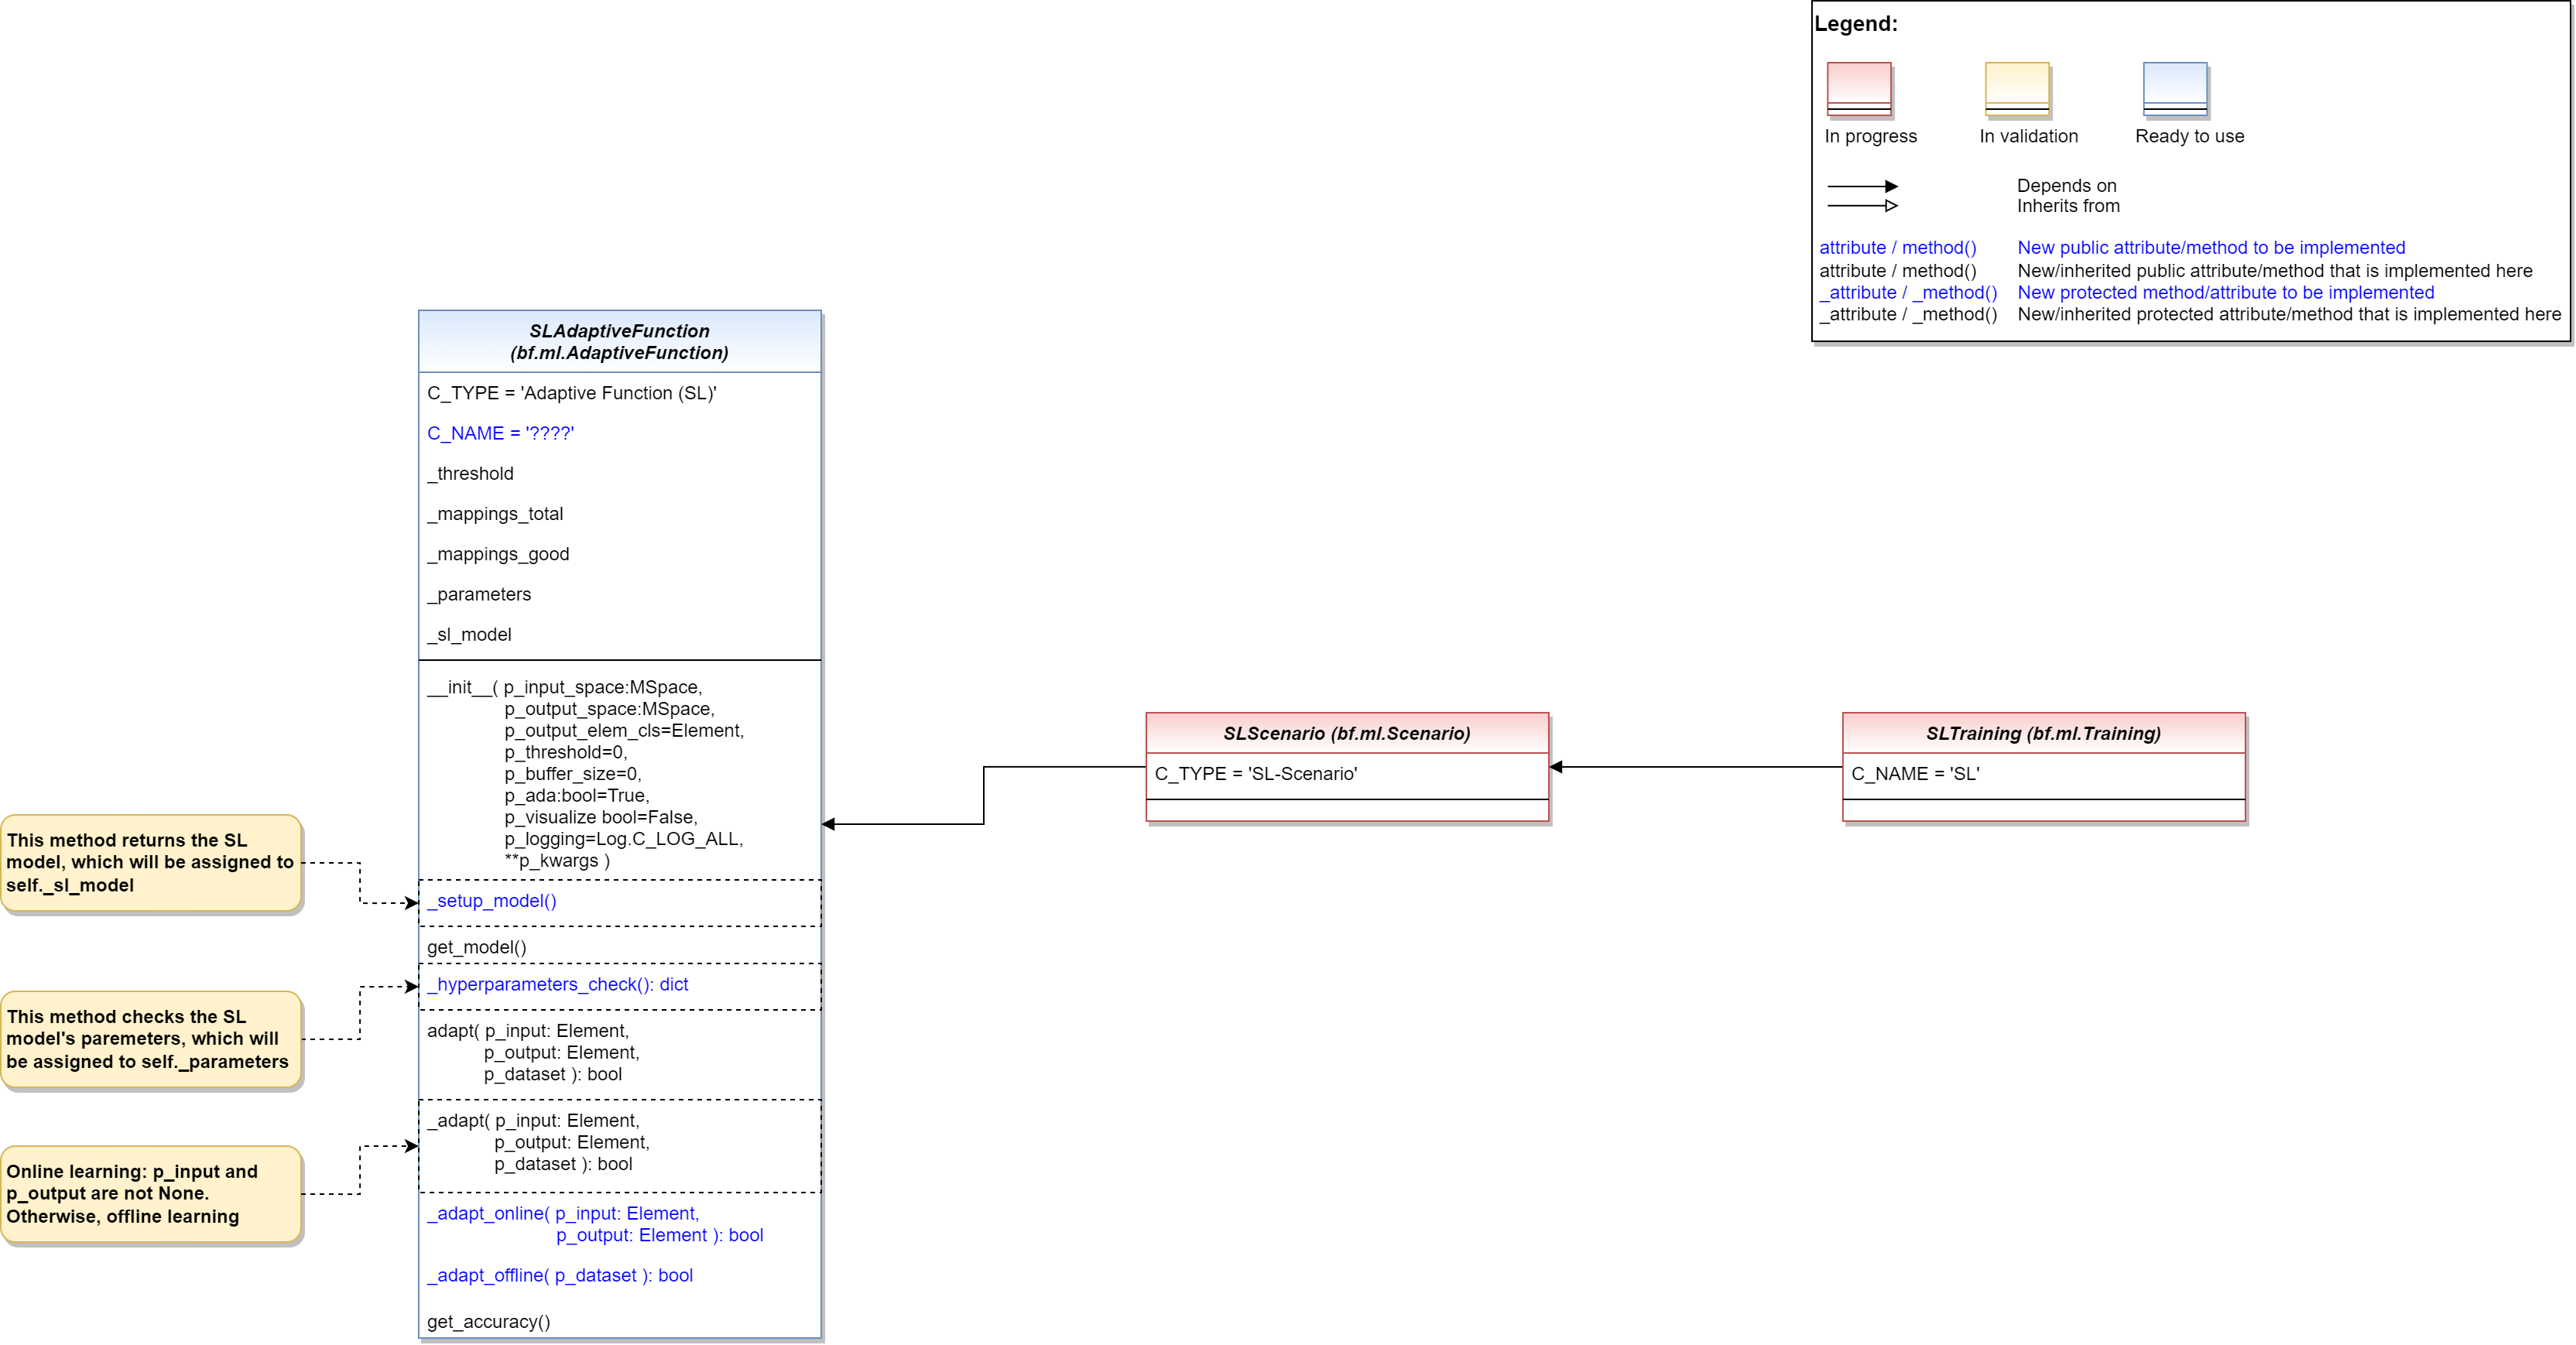 Legend:
In progress
In validation
Ready to use
Depends on
Inherits from
attribute / method() New public attribute/method to be implemented
attribute / method() New/inherited public attribute/method that is implemented here
_attribute / _method() New protected method/attribute to be implemented
_attribute / _method() New/inherited protected attribute/method that is implemented here
SLAdaptiveFunction
(bf.ml.AdaptiveFunction)
C_TYPE = 'Adaptive Function (SL)'
C_NAME = '????'
_threshold
_mappings_total
_mappings_good
_parameters
_sl_model
__init__( p_input_space:MSpace,
p_output_space:MSpace,
p_output_elem_cls=Element,
p_threshold=0,
p_buffer_size=0,
p_ada:bool=True,
p_visualize bool=False,
p_logging=Log.C_LOG_ALL,
**p_kwargs )
_setup_model()
get_model()
_hyperparameters_check(): dict
adapt( p_input: Element,
p_output: Element,
p_dataset ): bool
_adapt( p_input: Element,
p_output: Element,
p_dataset ): bool
_adapt_online( p_input: Element,
p_output: Element ): bool
_adapt_offline( p_dataset ): bool
get_accuracy()
This method returns the SL
model, which will be assigned to
self._sl_model
This method checks the SL
model's paremeters, which will
be assigned to self._parameters
Online learning: p_input and
p_output are not None.
Otherwise, offline learning
SLScenario (bf.ml.Scenario)
C_TYPE = 'SL-Scenario'
SLTraining (bf.ml.Training)
C_NAME = 'SL'